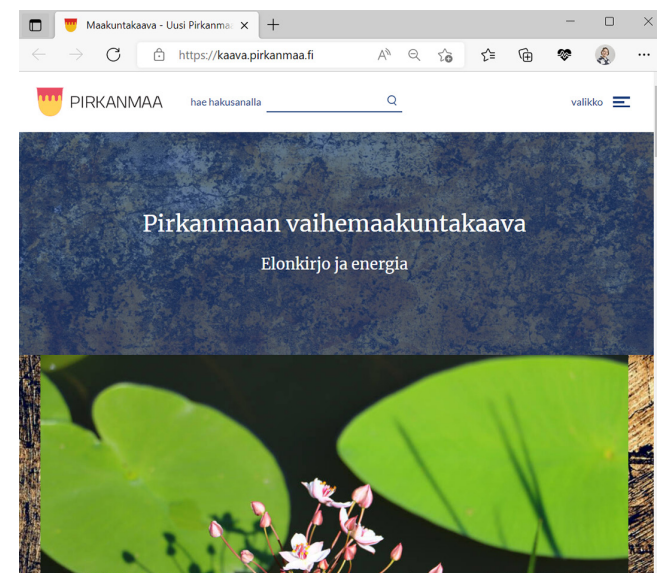 Maakuntakaava - Uusi Pirkanma
https://kaava.pirkanmaa.fi
PIRKANMAA
hae hakusanalla
valikko
Pirkanmaan vaihemaakuntakaava
Elonkirjo ja energia